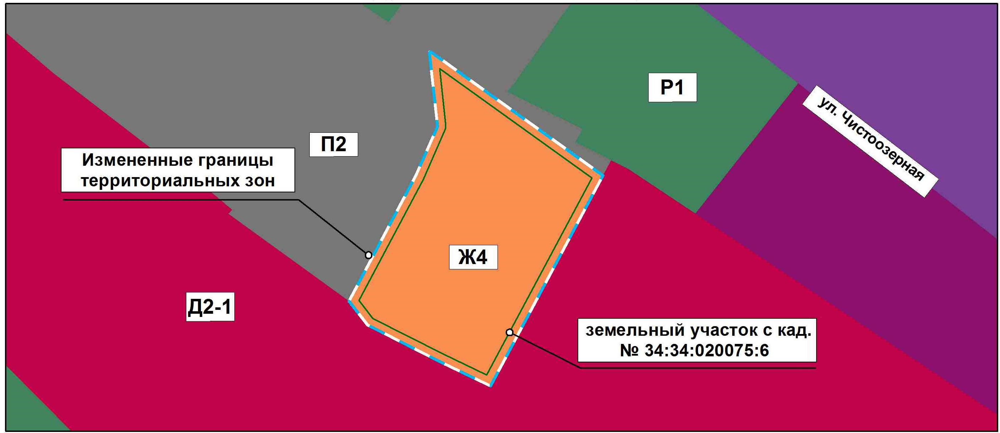 Р1
ул. Чистоозерная
П2
Измененные границы
территориальных зон
Ж4
Д2-1
земельный участок с кад.
№ 34:34:020075:6